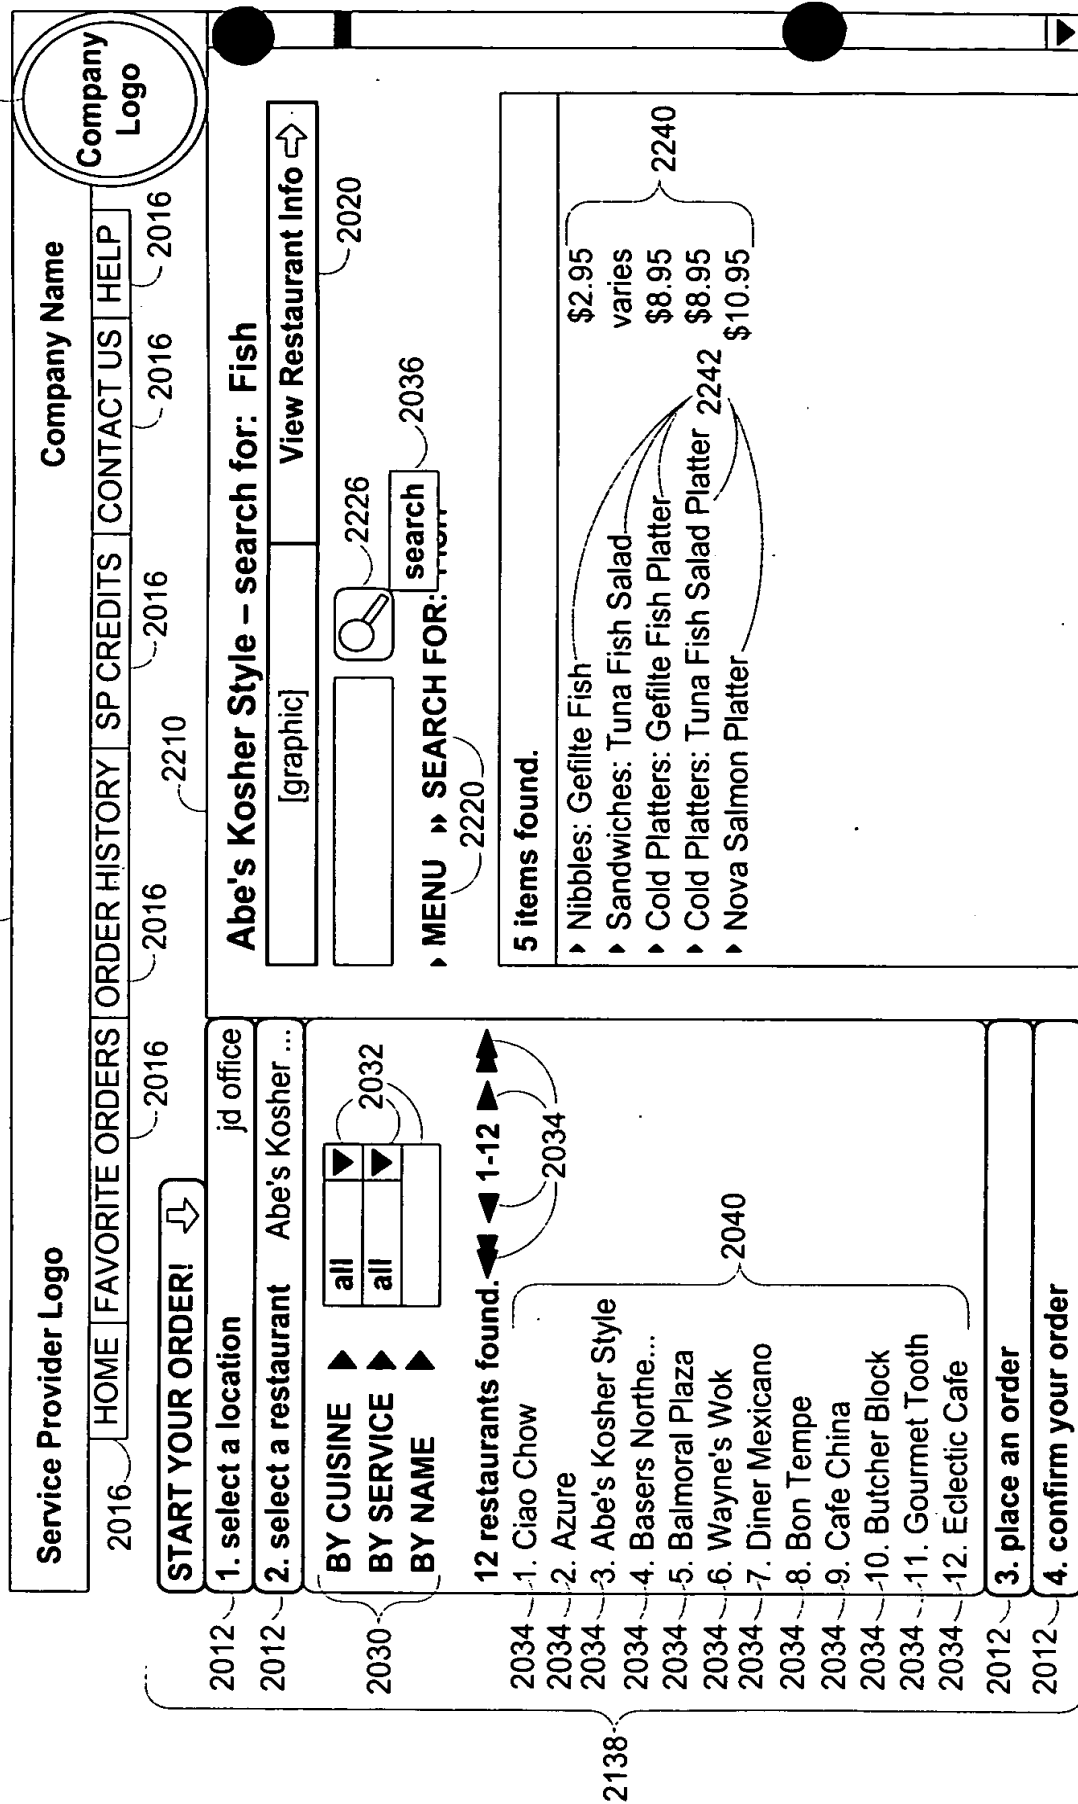 Service Provider Logo
Company Name
Company
Logo
2016
HOME
FAVORITE ORDERS
ORDER HISTORY
SP CREDITS
CONTACT US
HELP
2016
2016
2016
2016
2016
START YOUR ORDER!
2210
2012 1. select a location jd office
2012 2. select a restaurant Abe's Kosher ...
2030
BY CUISINE all
BY SERVICE all
BY NAME
2032
12 restaurants found. 1-12
2034
2034 1. Ciao Chow
2034 2. Azure
2034 3. Abe's Kosher Style
2034 4. Basers Northe...
2034 5. Balmoral Plaza
2034 6. Wayne's Wok
2034 7. Diner Mexicano
2034 8. Bon Tempe
2034 9. Cafe China
2034 10. Butcher Block
2034 11. Gourmet Tooth
2034 12. Eclectic Cafe
2040
2012 3. place an order
2012 4. confirm your order
2138
Abe's Kosher Style – search for: Fish
[graphic]
View Restaurant Info
2020
2226
search
2036
MENU » SEARCH FOR:
2220
5 items found.
Nibbles: Gefilte Fish $2.95
Sandwiches: Tuna Fish Salad varies
Cold Platters: Gefilte Fish Platter $8.95
Cold Platters: Tuna Fish Salad Platter $8.95
Nova Salmon Platter $10.95
2242
2240